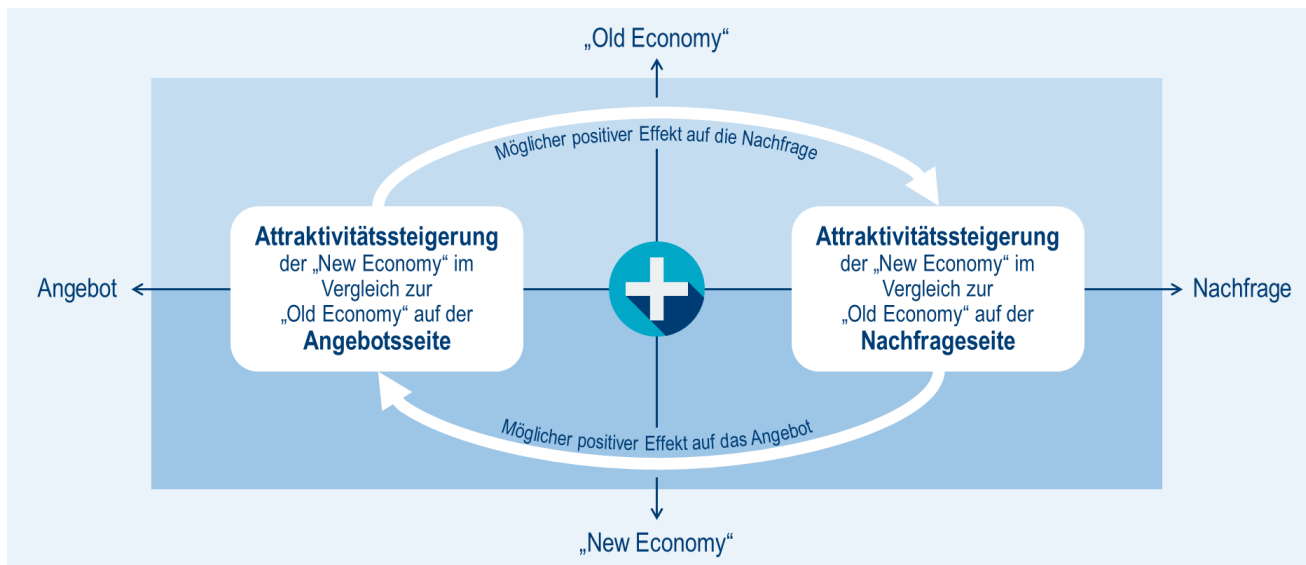 „Old Economy“
Möglicher positiver Effekt auf die Nachfrage
Attraktivitätssteigerung
der „New Economy“ im
Vergleich zur
„Old Economy“ auf der
Angebotsseite
Attraktivitätssteigerung
der „New Economy“ im
Vergleich zur
„Old Economy“ auf der
Nachfrageseite
Angebot
Nachfrage
Möglicher positiver Effekt auf das Angebot
„New Economy“